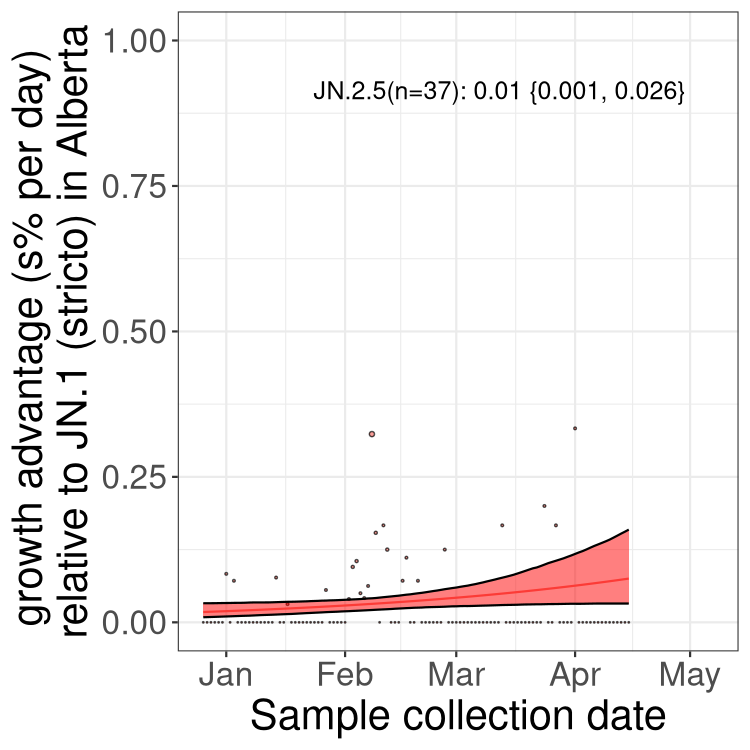 growth advantage (s% per day)
relative to JN.1 (stricto) in Alberta
1.00
0.75
0.50
0.25
0.00
JN.2.5(n=37): 0.01 {0.001, 0.026}
Jan Feb Mar Apr May
Sample collection date